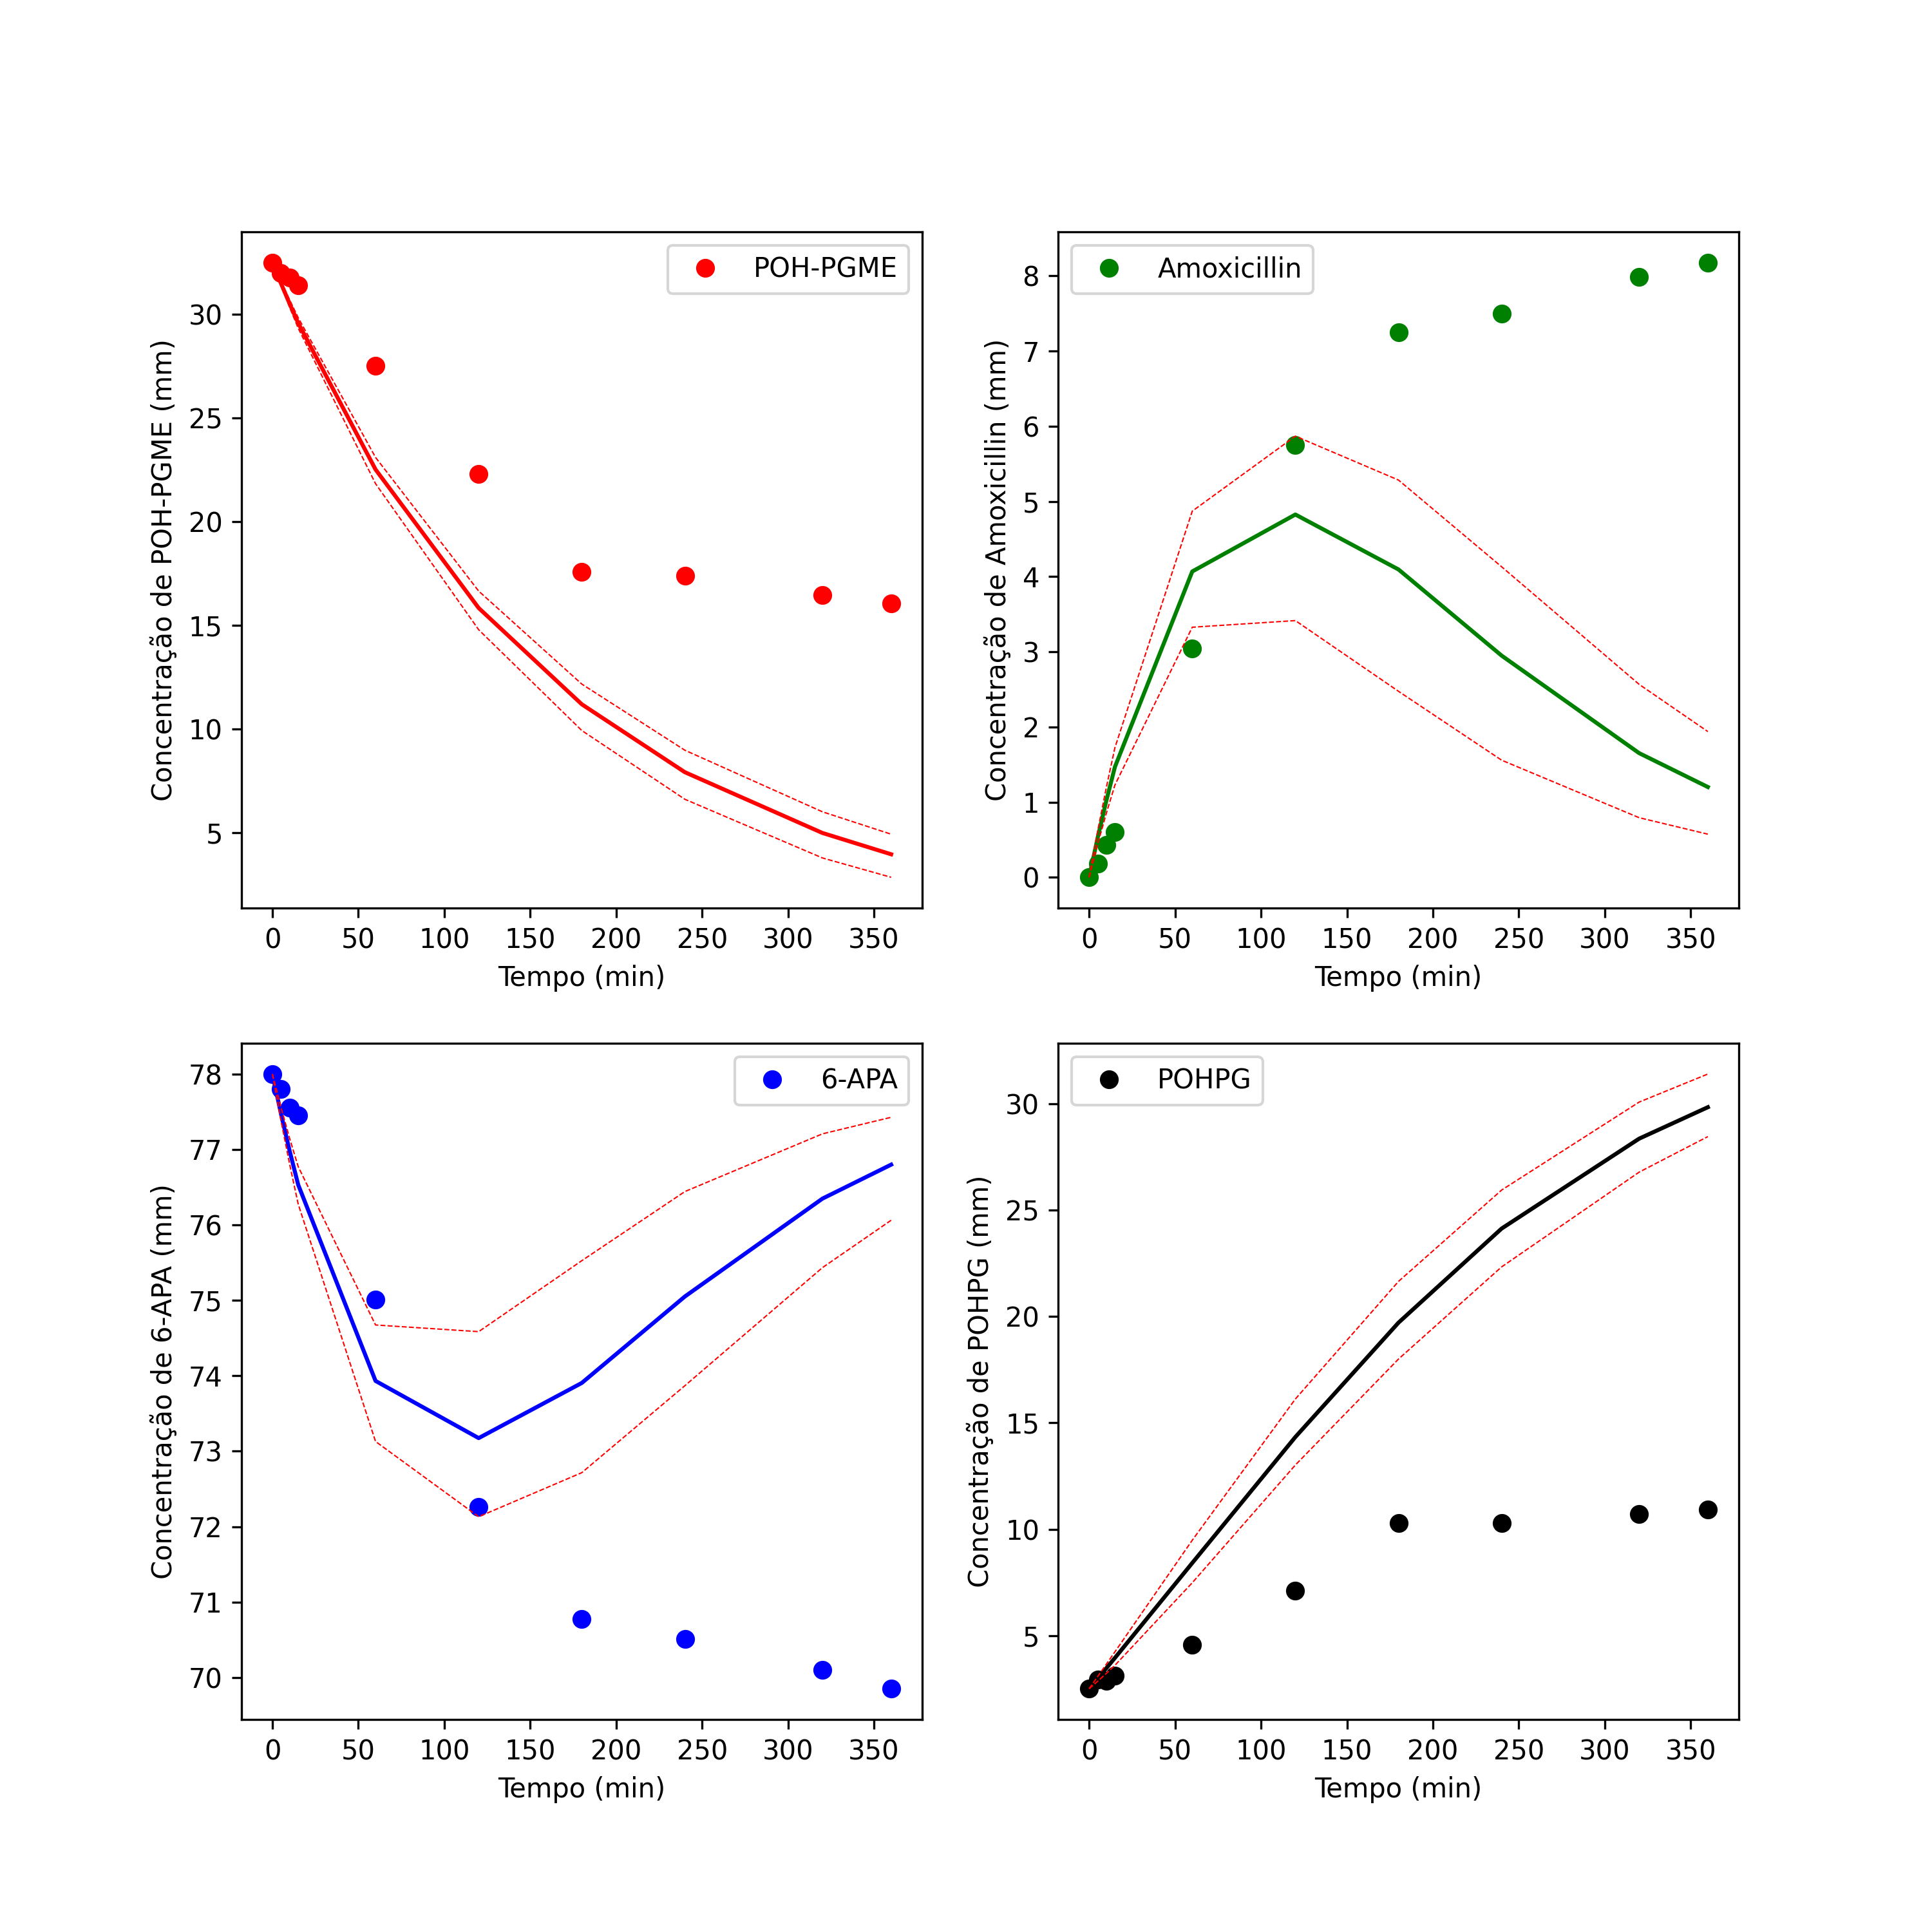 POH-PGME
30
25
20
15
10
5
Concentração de POH-PGME (mm)
0 50 100 150 200 250 300 350
Tempo (min)
Amoxicillin
8
7
6
5
4
3
2
1
0
Concentração de Amoxicillin (mm)
0 50 100 150 200 250 300 350
Tempo (min)
6-APA
78
77
76
75
74
73
72
71
70
Concentração de 6-APA (mm)
0 50 100 150 200 250 300 350
Tempo (min)
POHPG
30
25
20
15
10
5
Concentração de POHPG (mm)
0 50 100 150 200 250 300 350
Tempo (min)